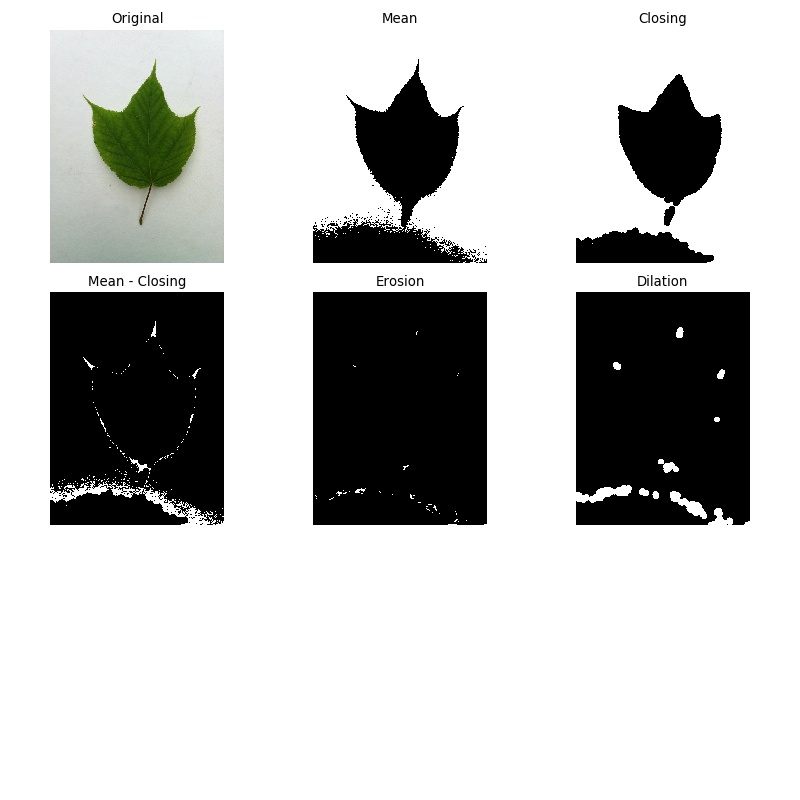 Original
Mean
Closing
Mean - Closing
Erosion
Dilation